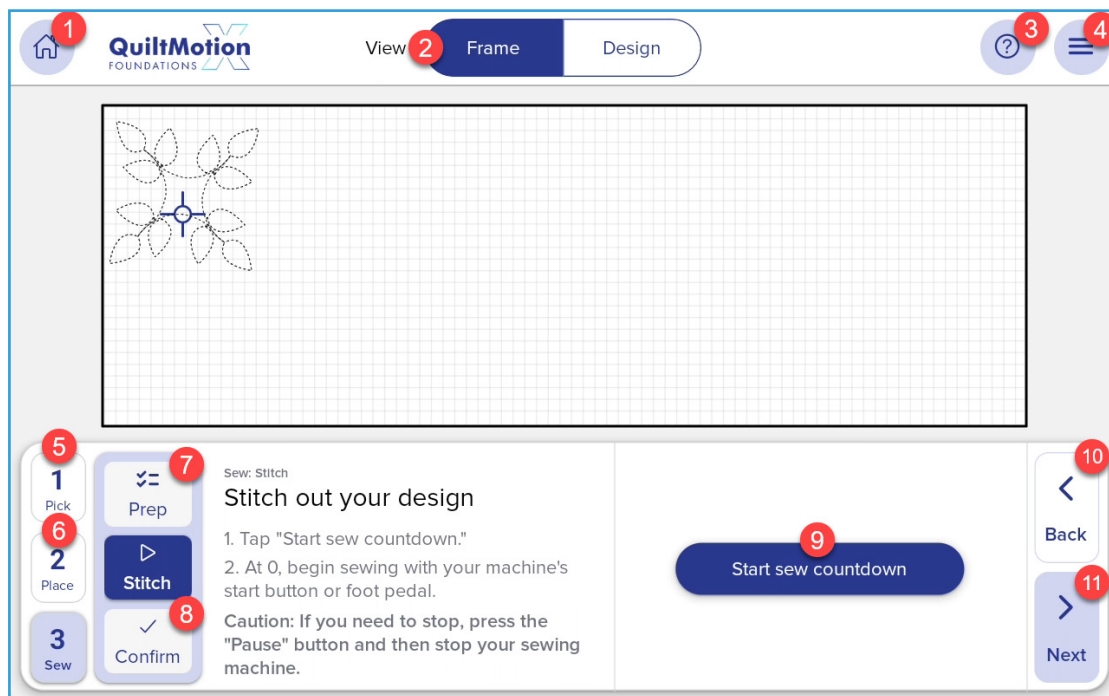 1
QuiltMotion
FOUNDATIONS
View 2 Frame Design
3
4
5
1
Pick
6
2
Place
3
Sew
7
Prep
Stitch
8
Confirm
Sew: Stitch
Stitch out your design
1. Tap "Start sew countdown."
2. At 0, begin sewing with your machine's
start button or foot pedal.
Caution: If you need to stop, press the
"Pause" button and then stop your sewing
machine.
9
Start sew countdown
10
Back
11
Next